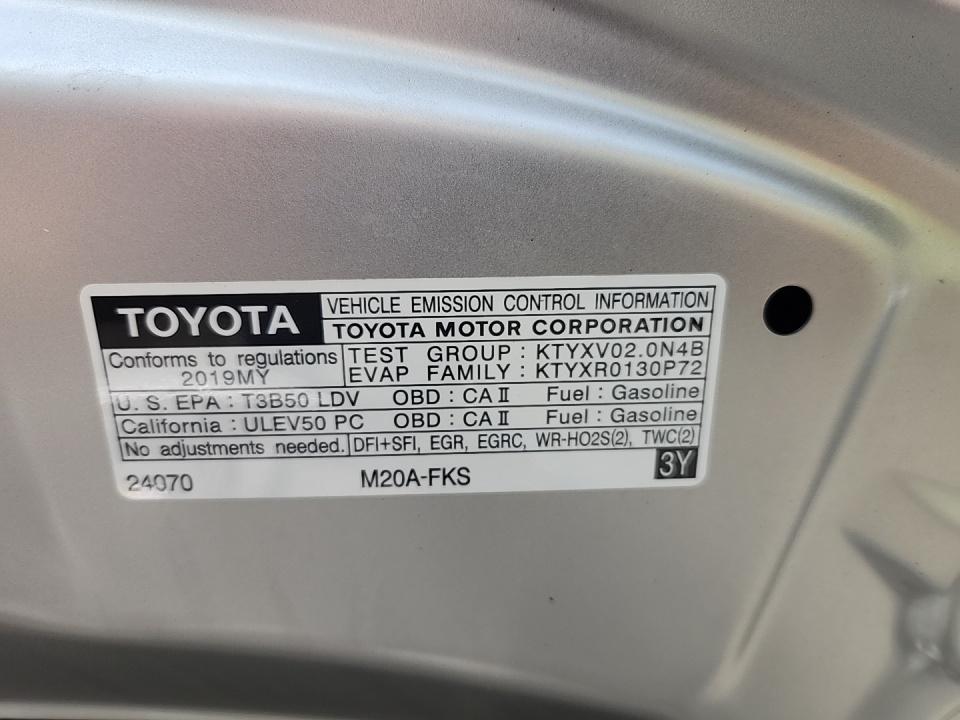 TOYOTA
VEHICLE EMISSION CONTROL INFORMATION
TOYOTA MOTOR CORPORATION
Conforms to regulations
2019MY
TEST GROUP : KTYXV02.0N4B
EVAP FAMILY : KTYXR0130P72
U. S. EPA : T3B50 LDV OBD : CA II Fuel : Gasoline
California : ULEV50 PC OBD : CA II Fuel : Gasoline
No adjustments needed. DFI+SFI, EGR, EGRC, WR-HO2S(2), TWC(2)
24070 M20A-FKS 3Y